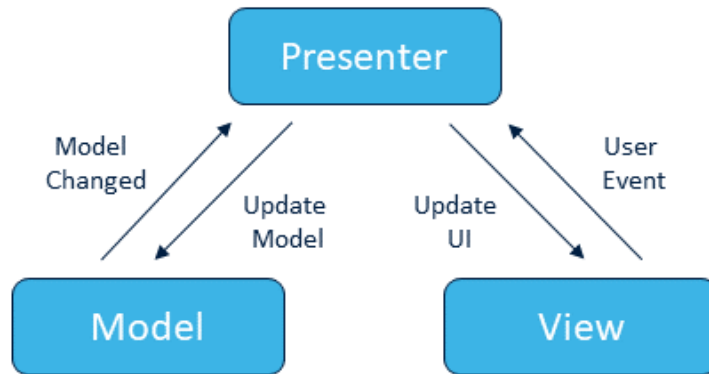 Presenter
Model
Changed
Update
Model
Update
UI
User
Event
Model
View